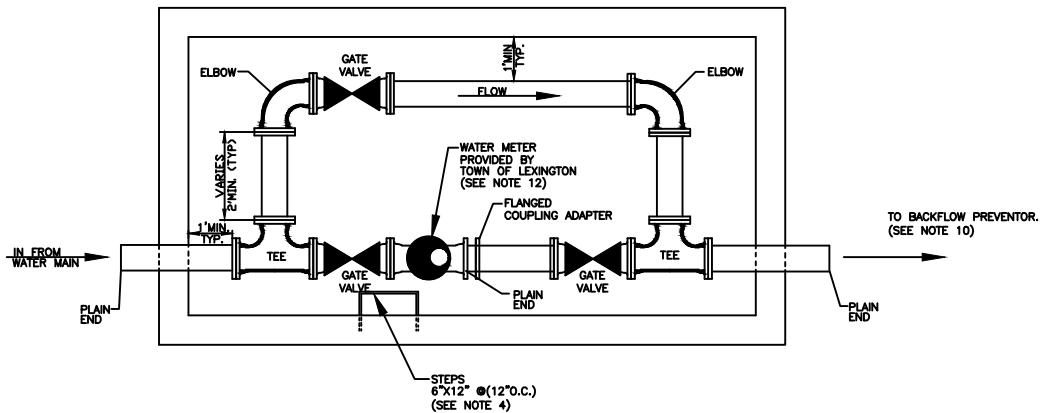 GATE
VALVE
1'MIN
TYP.
ELBOW
ELBOW
FLOW
VARIES
2'MIN. (TYP)
WATER METER
PROVIDED BY
TOWN OF LEXINGTON
(SEE NOTE 12)
FLANGED
COUPLING ADAPTER
1'MIN.
TYP.
TO BACKFLOW PREVENTOR.
(SEE NOTE 10)
IN FROM
WATER MAIN
TEE
TEE
GATE
VALVE
GATE
VALVE
PLAIN
END
PLAIN
END
PLAIN
END
STEPS
6"X12" @(12"O.C.)
(SEE NOTE 4)